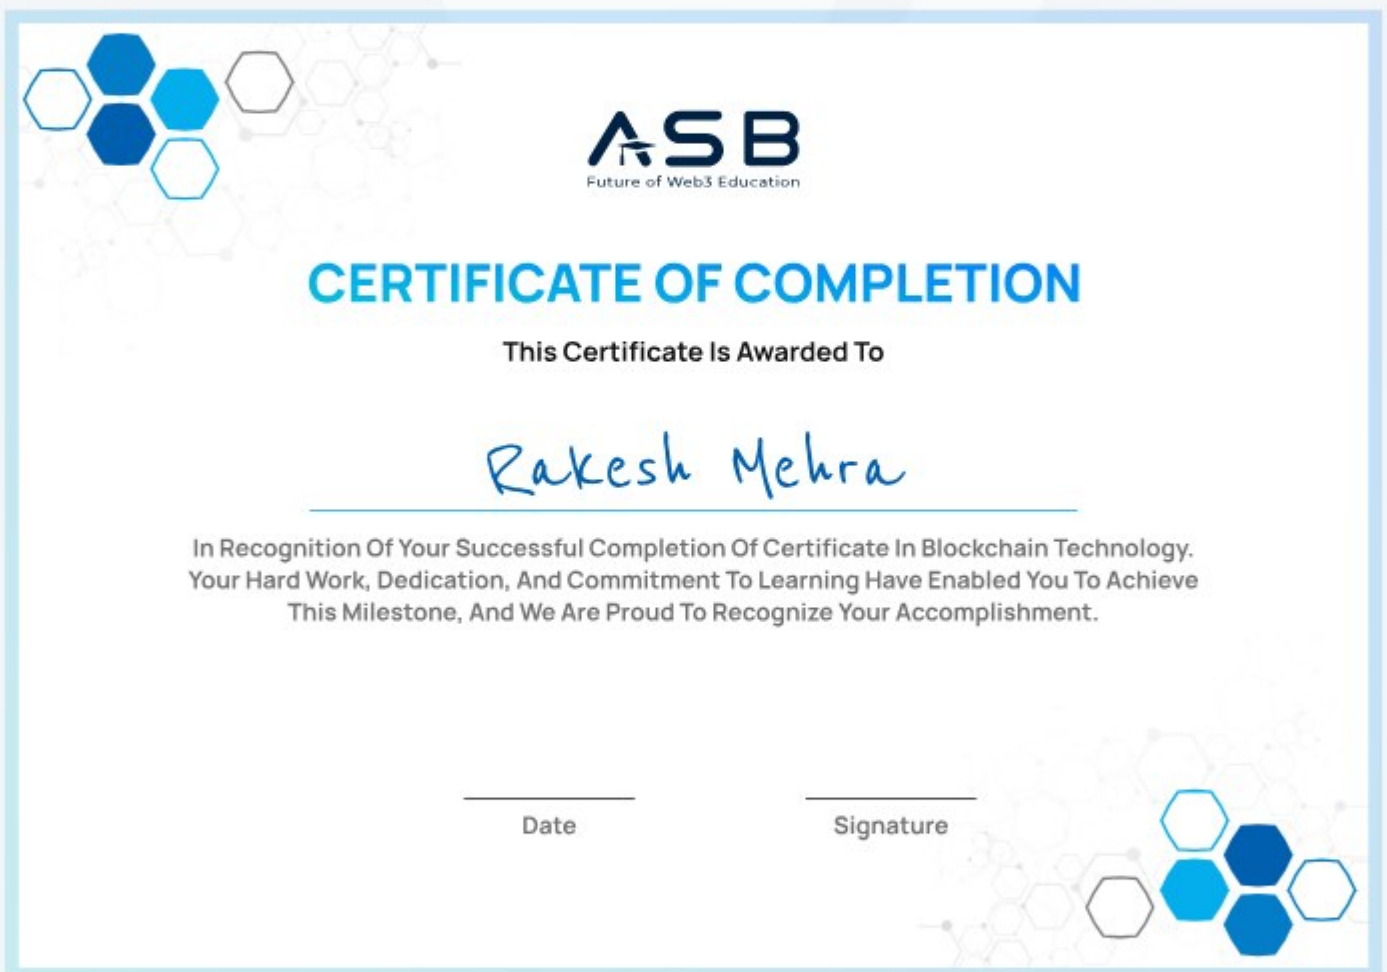 ASB
Future of Web3 Education
CERTIFICATE OF COMPLETION
This Certificate Is Awarded To
Rakesh Mehra
In Recognition Of Your Successful Completion Of Certificate In Blockchain Technology.
Your Hard Work, Dedication, And Commitment To Learning Have Enabled You To Achieve
This Milestone, And We Are Proud To Recognize Your Accomplishment.
Date
Signature